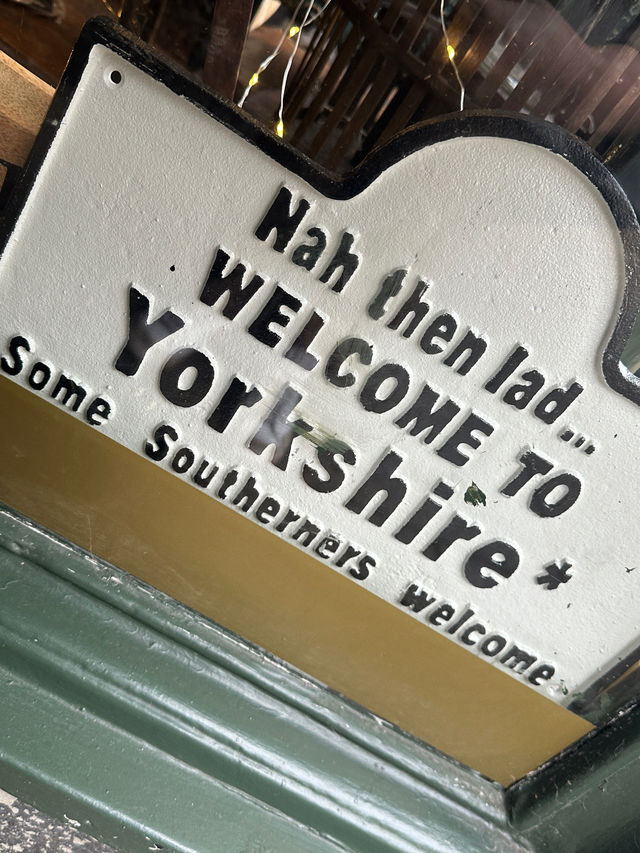 Nah then lad...
WELCOME TO
Yorkshire*
Some Southerners welcome